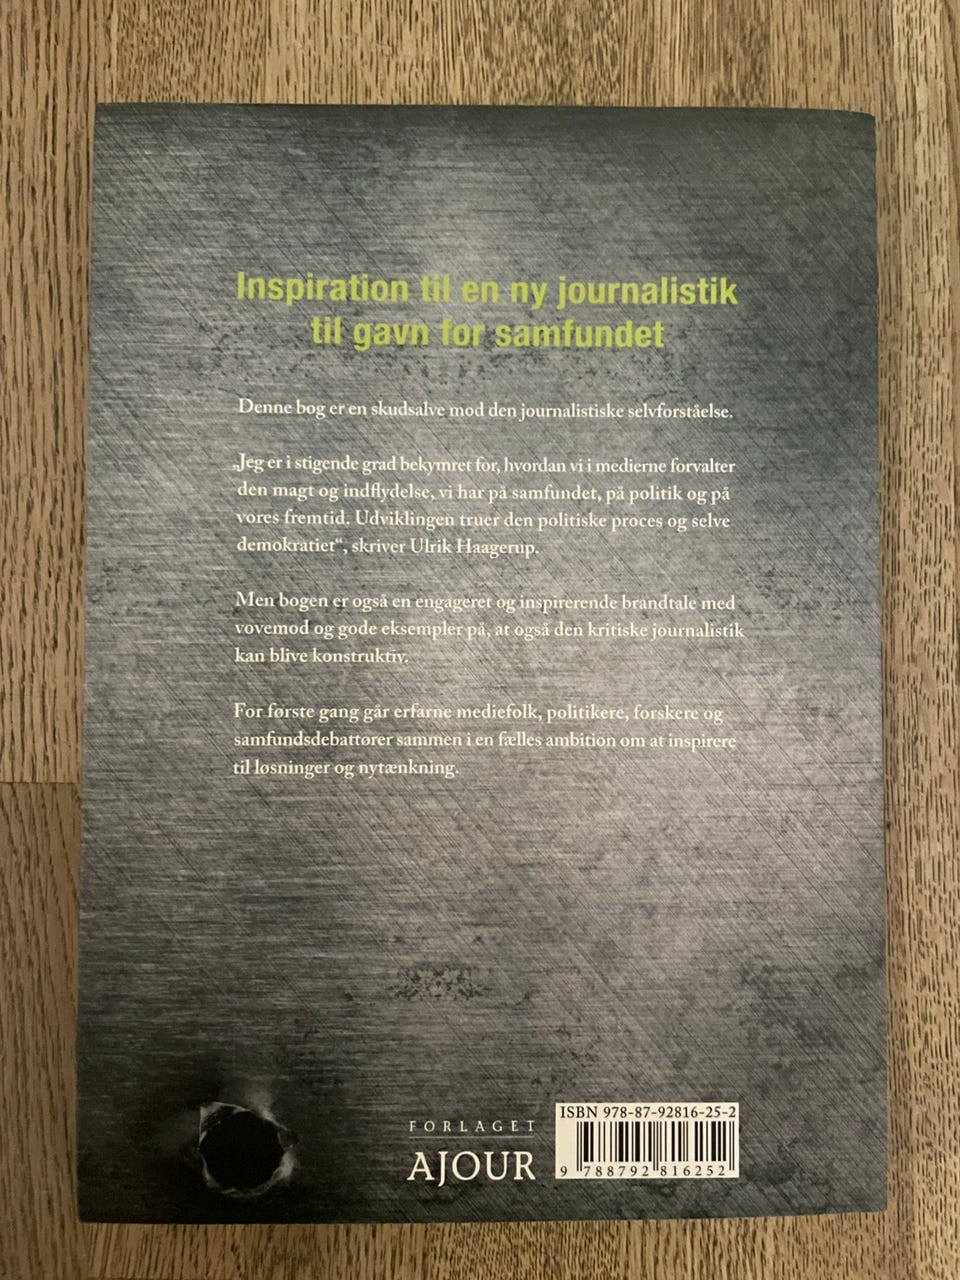 Inspiration til en ny journalistik
til gavn for samfundet
Denne bog er en skudsalve mod den journalistiske selvforståelse.
„Jeg er i stigende grad bekymret for, hvordan vi i medierne forvalter
den magt og indflydelse, vi har på samfundet, på politik og på
vores fremtid. Udviklingen truer den politiske proces og selve
demokratiet“, skriver Ulrik Haagerup.
Men bogen er også en engageret og inspirerende brandtale med
vovemod og gode eksempler på, at også den kritiske journalistik
kan blive konstruktiv.
For første gang går erfarne mediefolk, politikere, forskere og
samfundsdebattører sammen i en fælles ambition om at inspirere
til løsninger og nytænkning.
FORLAGET
AJOUR
ISBN 978-87-92816-25-2
9 788792 816252